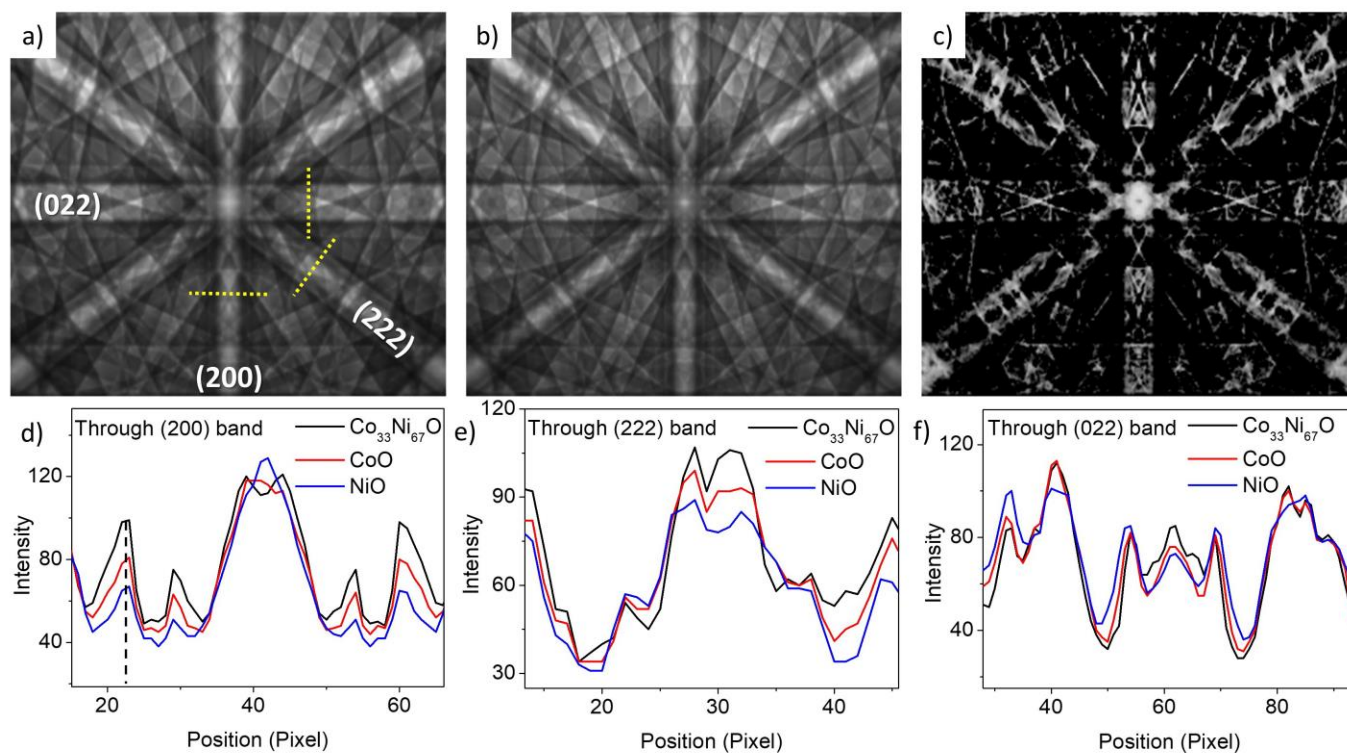 a)
b)
c)
(022)
(222)
(200)
d)
Through (200) band
Co33Ni67O
CoO
NiO
120
80
40
20
40
60
Intensity
Position (Pixel)
e)
Through (222) band
Co33Ni67O
CoO
NiO
120
90
60
30
20
30
40
Intensity
Position (Pixel)
f)
Through (022) band
Co33Ni67O
CoO
NiO
120
80
40
40
60
80
Intensity
Position (Pixel)